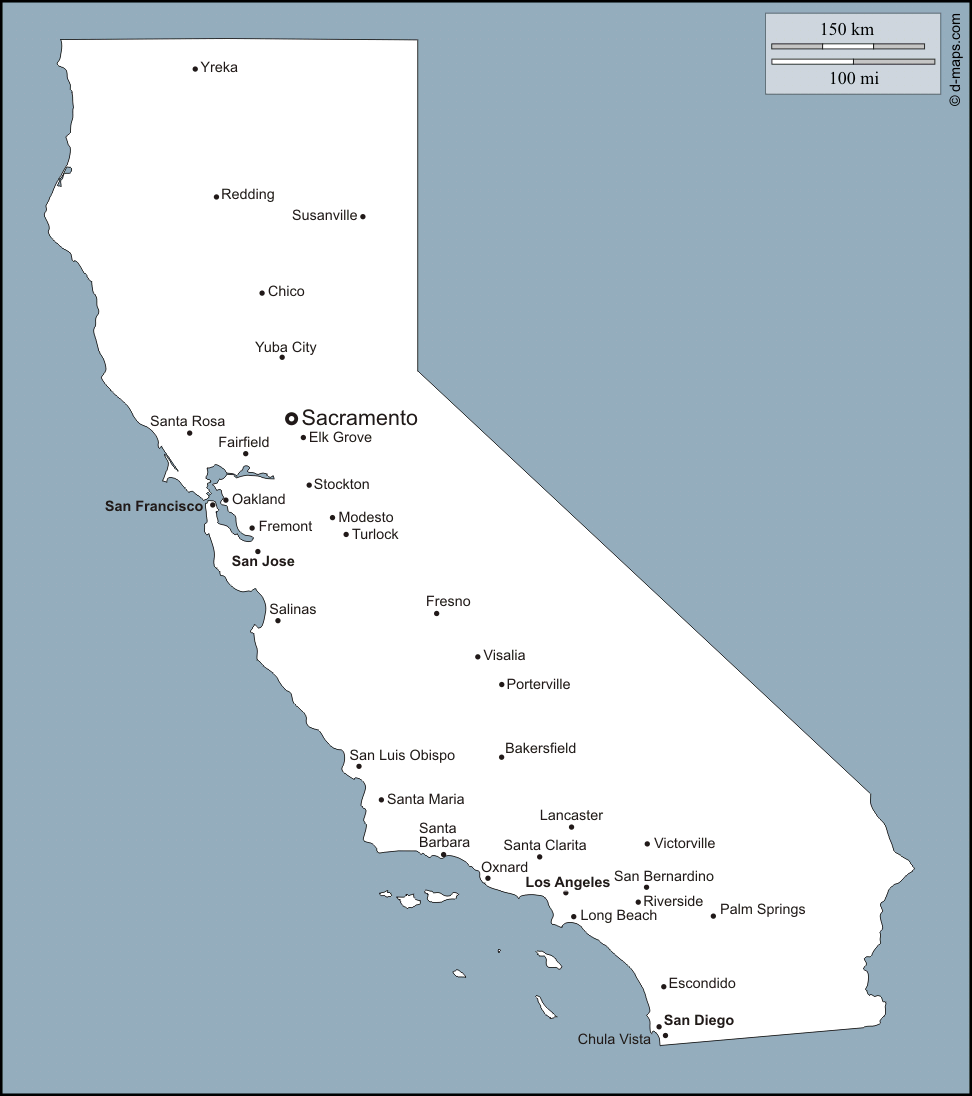 150 km
100 mi
© d-maps.com
Yreka
Redding
Susanville
Chico
Yuba City
Sacramento
Santa Rosa
Elk Grove
Fairfield
Stockton
Oakland
San Francisco
Modesto
Fremont
Turlock
San Jose
Fresno
Salinas
Visalia
Porterville
Bakersfield
San Luis Obispo
Santa Maria
Lancaster
Santa
Barbara
Santa Clarita
Victorville
Oxnard
San Bernardino
Los Angeles
Riverside
Palm Springs
Long Beach
Escondido
San Diego
Chula Vista